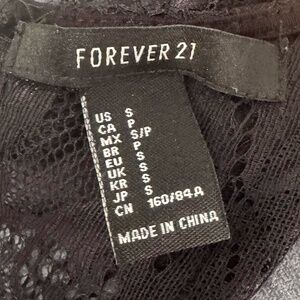 FOREVER 21
US S
CA P
MX S/P
BR P
EU S
UK S
KR S
JP S
CN 160/84A
MADE IN CHINA